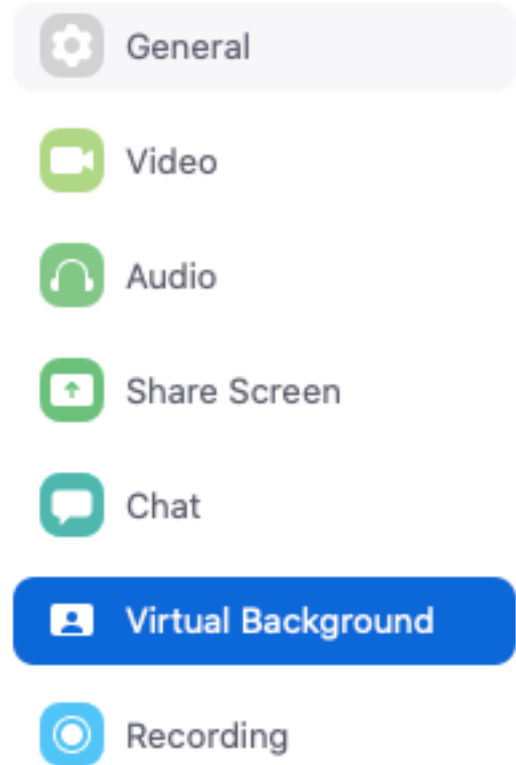 General
Video
Audio
Share Screen
Chat
Virtual Background
Recording